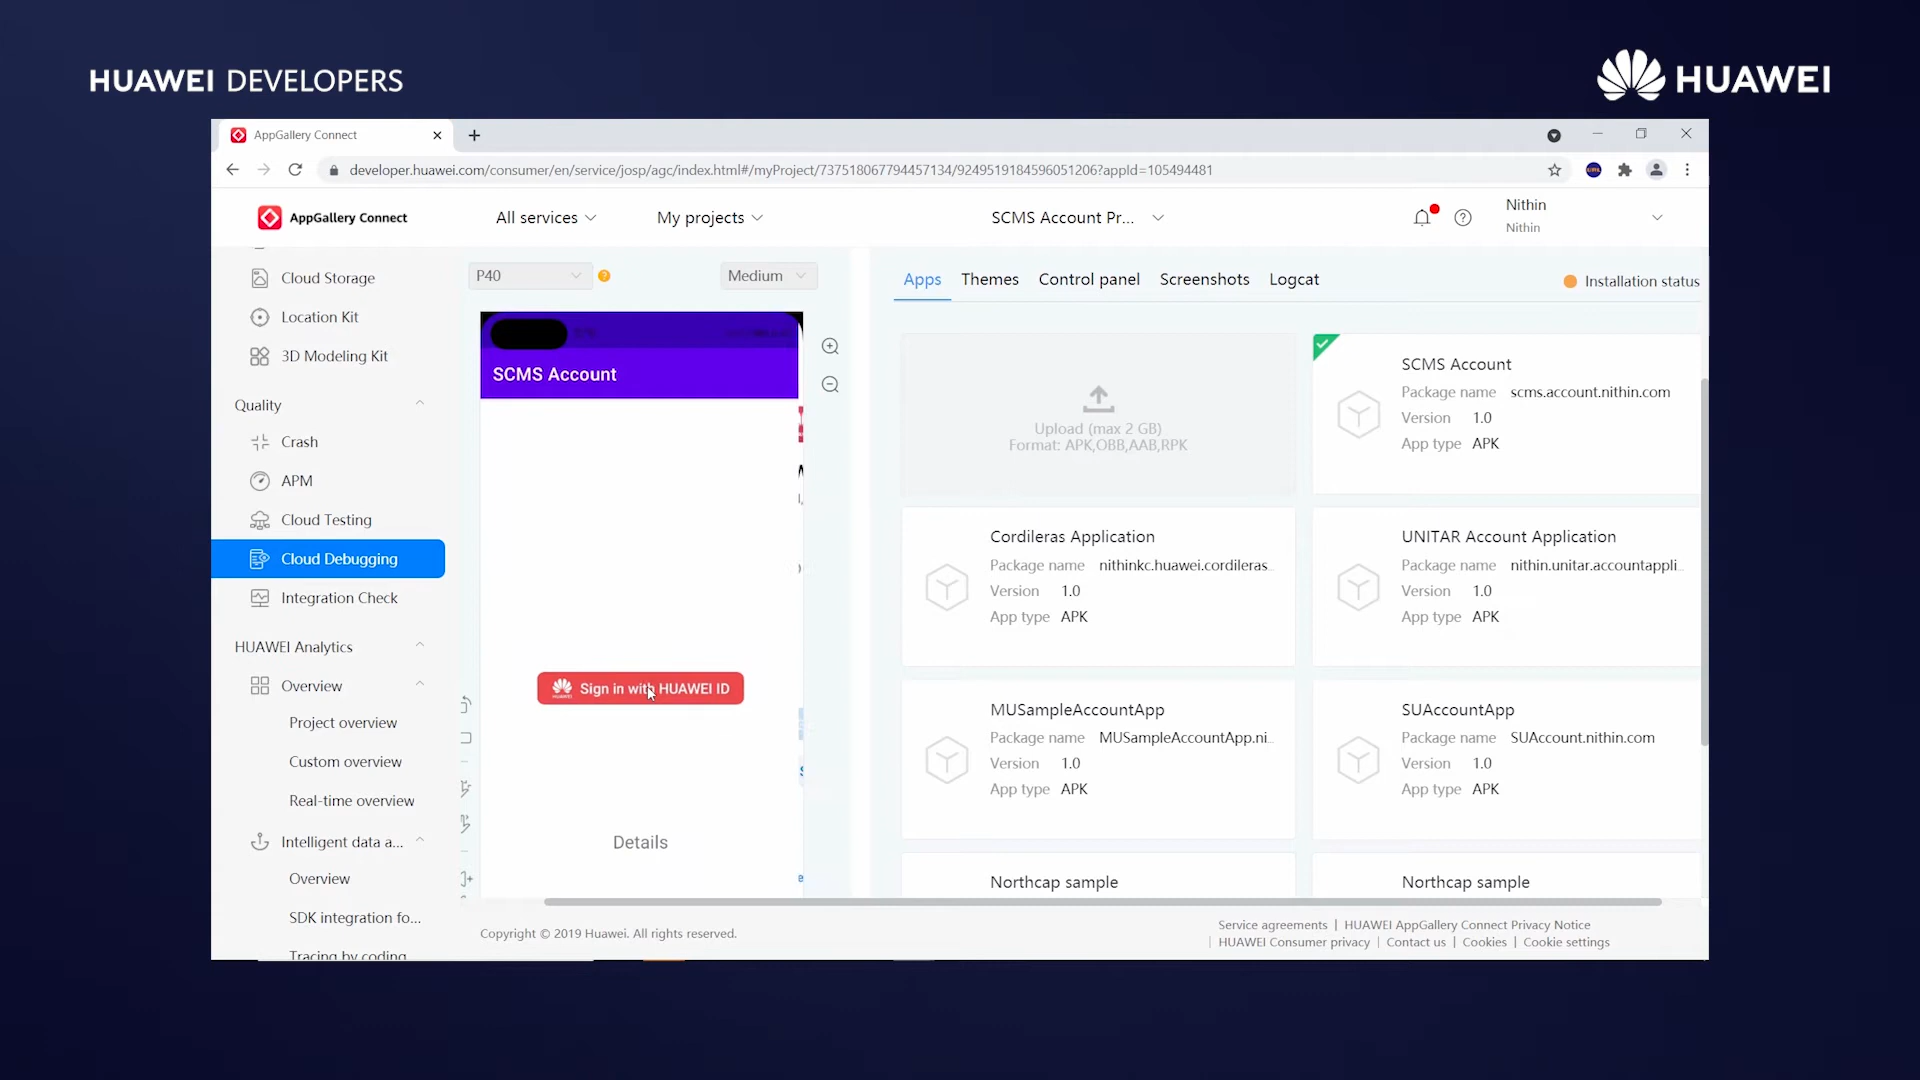 HUAWEI DEVELOPERS
HUAWEI
AppGallery Connect
developer.huawei.com/consumer/en/service/josp/agc/index.html#/myProject/737518067794457134/9249519184596051206?appId=105494481
AppGallery Connect
All services
My projects
SCMS Account Pr...
Nithin
Nithin
Cloud Storage
Location Kit
3D Modeling Kit
Quality
Crash
APM
Cloud Testing
Cloud Debugging
Integration Check
HUAWEI Analytics
Overview
Project overview
Custom overview
Real-time overview
Intelligent data a...
Overview
SDK integration fo...
Tracing by coding
P40
Medium
SCMS Account
HUAWEI
Sign in with HUAWEI ID
Details
Apps
Themes
Control panel
Screenshots
Logcat
Installation status
Upload (max 2 GB)
Format: APK,OBB,AAB,RPK
SCMS Account
Package name scms.account.nithin.com
Version 1.0
App type APK
Cordileras Application
Package name nithinkc.huawei.cordileras...
Version 1.0
App type APK
UNITAR Account Application
Package name nithin.unitar.accountappli...
Version 1.0
App type APK
MUSampleAccountApp
Package name MUSampleAccountApp.ni...
Version 1.0
App type APK
SUAccountApp
Package name SUAccount.nithin.com
Version 1.0
App type APK
Northcap sample
Northcap sample
Copyright © 2019 Huawei. All rights reserved.
Service agreements | HUAWEI AppGallery Connect Privacy Notice
| HUAWEI Consumer privacy | Contact us | Cookies | Cookie settings